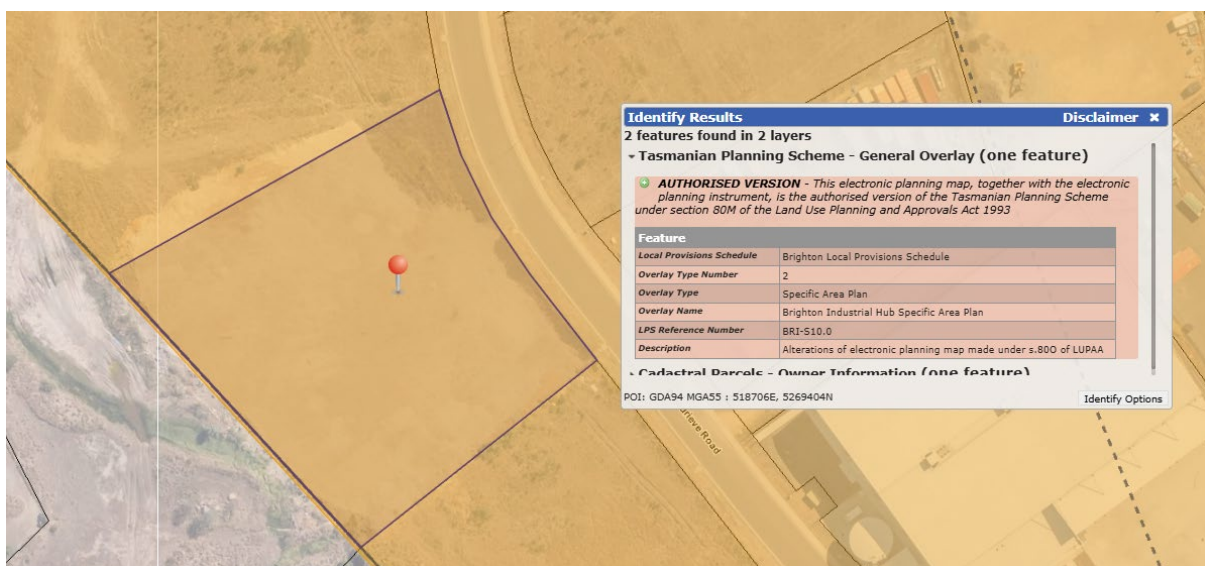 Identify Results Disclaimer ×
2 features found in 2 layers
Tasmanian Planning Scheme - General Overlay (one feature)
AUTHORISED VERSION - This electronic planning map, together with the electronic
planning instrument, is the authorised version of the Tasmanian Planning Scheme
under section 80M of the Land Use Planning and Approvals Act 1993
Feature
Local Provisions Schedule Brighton Local Provisions Schedule
Overlay Type Number 2
Overlay Type Specific Area Plan
Overlay Name Brighton Industrial Hub Specific Area Plan
LPS Reference Number BRI-S10.0
Description Alterations of electronic planning map made under s.80O of LUPAA
Cadastral Parcels - Owner Information (one feature)
POI: GDA94 MGA55 : 518706E, 5269404N Identify Options
Road